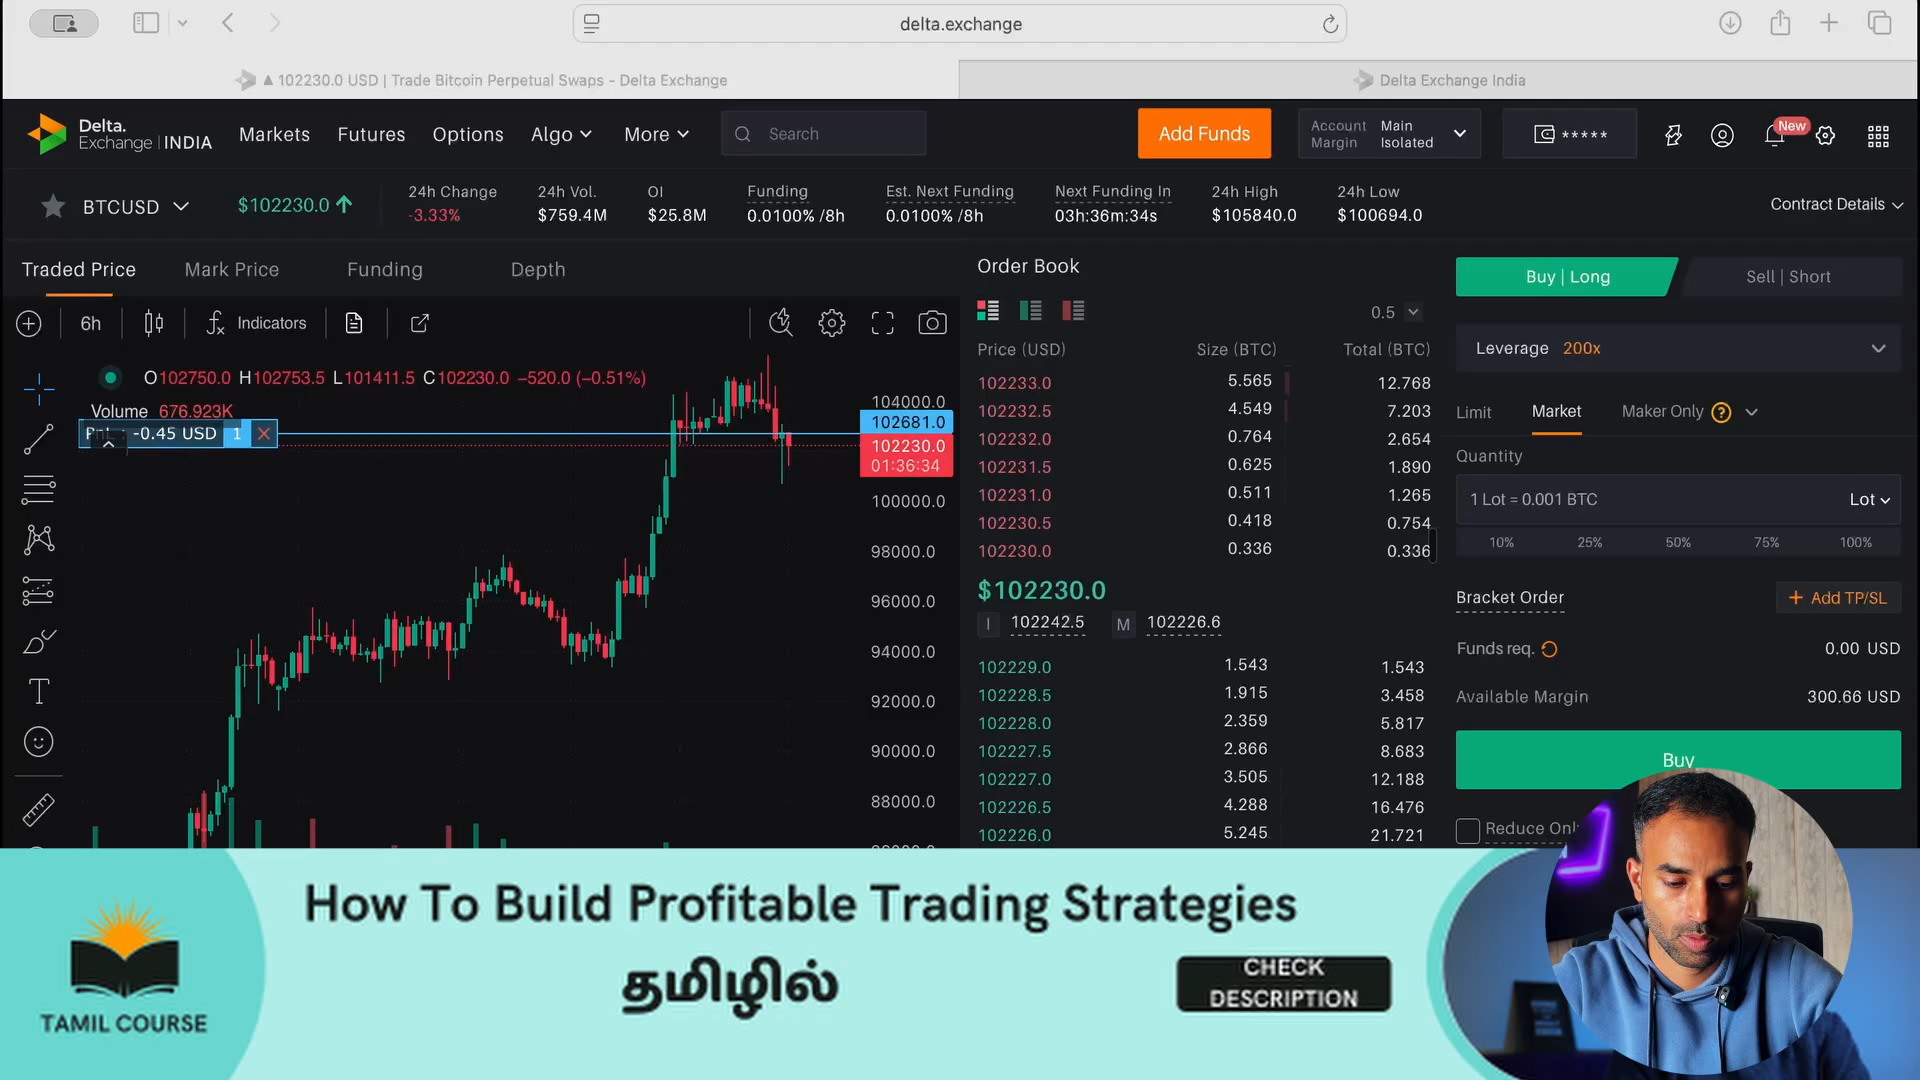 delta.exchange
▲ 102230.0 USD | Trade Bitcoin Perpetual Swaps - Delta Exchange
Delta Exchange India
Delta.
Exchange | INDIA
Markets
Futures
Options
Algo
More
Search
Add Funds
Account Main
Margin Isolated
*****
New
BTCUSD
$102230.0
24h Change
-3.33%
24h Vol.
$759.4M
OI
$25.8M
Funding
0.0100% /8h
Est. Next Funding
0.0100% /8h
Next Funding In
03h:36m:34s
24h High
$105840.0
24h Low
$100694.0
Contract Details
Traded Price
Mark Price
Funding
Depth
6h
Indicators
O102750.0 H102753.5 L101411.5 C102230.0 −520.0 (−0.51%)
Volume 676.923K
PnL : -0.45 USD 1
104000.0
102681.0
102230.0
01:36:34
100000.0
98000.0
96000.0
94000.0
92000.0
90000.0
88000.0
Order Book
0.5
Price (USD) Size (BTC) Total (BTC)
102233.0 5.565 12.768
102232.5 4.549 7.203
102232.0 0.764 2.654
102231.5 0.625 1.890
102231.0 0.511 1.265
102230.5 0.418 0.754
102230.0 0.336 0.336
$102230.0
I 102242.5 M 102226.6
102229.0 1.543 1.543
102228.5 1.915 3.458
102228.0 2.359 5.817
102227.5 2.866 8.683
102227.0 3.505 12.188
102226.5 4.288 16.476
102226.0 5.245 21.721
Buy | Long
Sell | Short
Leverage 200x
Limit
Market
Maker Only ?
Quantity
1 Lot = 0.001 BTC Lot
10% 25% 50% 75% 100%
Bracket Order + Add TP/SL
Funds req. 0.00 USD
Available Margin 300.66 USD
Buy
Reduce Only
How To Build Profitable Trading Strategies
தமிழில்
TAMIL COURSE
CHECK
DESCRIPTION